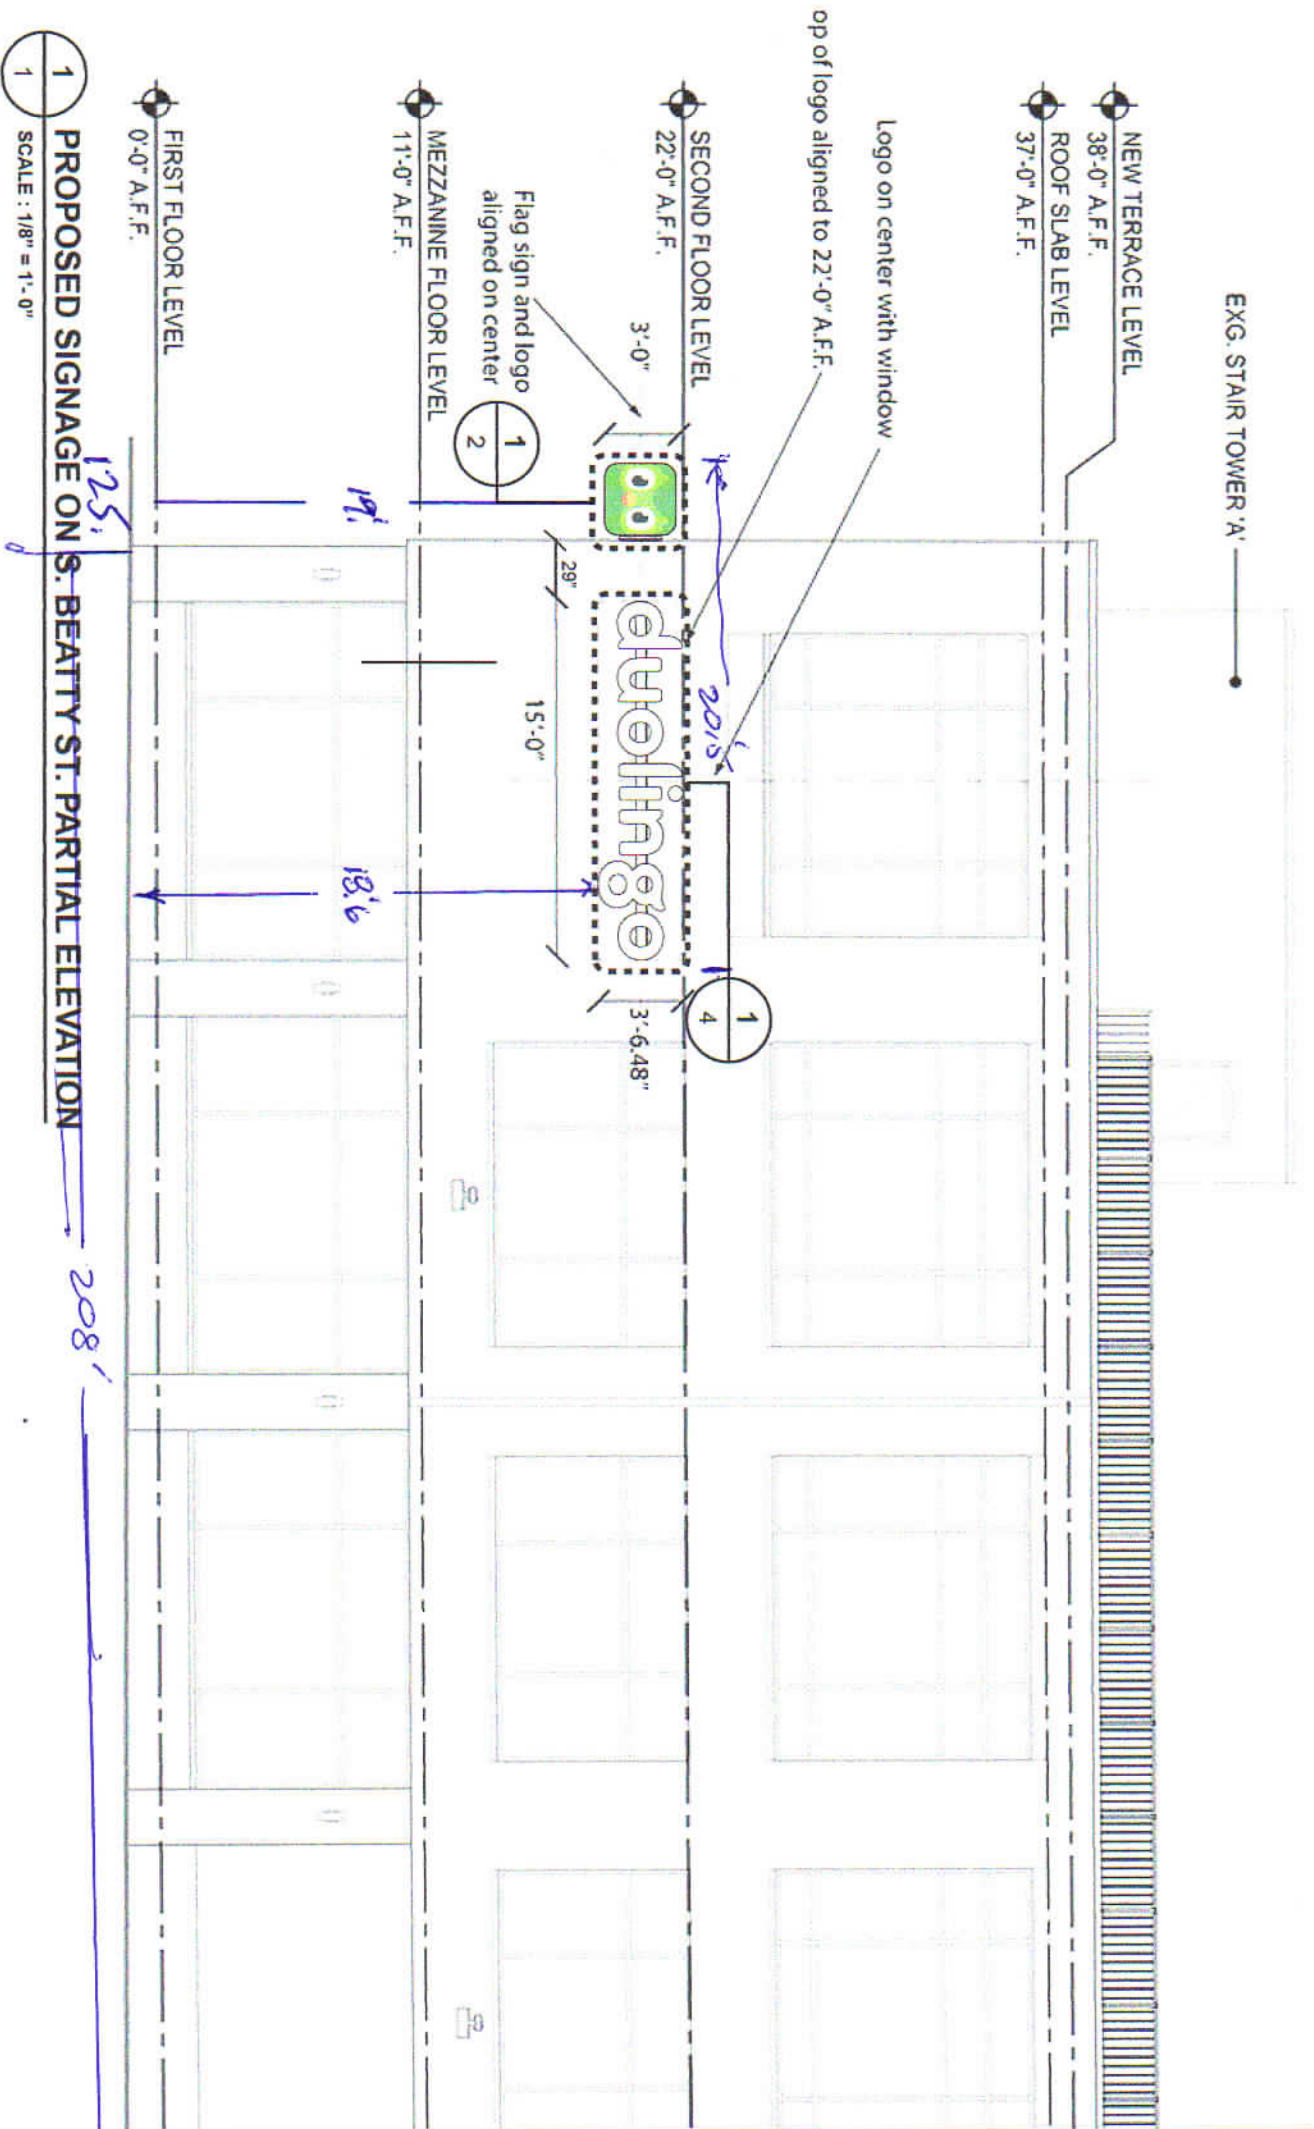 EXG. STAIR TOWER 'A'
NEW TERRACE LEVEL
38'-0" A.F.F.
ROOF SLAB LEVEL
37'-0" A.F.F.
Logo on center with window
op of logo aligned to 22'-0" A.F.F.
SECOND FLOOR LEVEL
22'-0" A.F.F.
3'-0"
Flag sign and logo
aligned on center
1
2
29"
duolingo
15'-0"
3'-6.48"
1
4
MEZZANINE FLOOR LEVEL
11'-0" A.F.F.
19'
18'6
FIRST FLOOR LEVEL
0'-0" A.F.F.
1
1
PROPOSED SIGNAGE ON S. BEATTY ST. PARTIAL ELEVATION
SCALE : 1/8" = 1'- 0"
208'